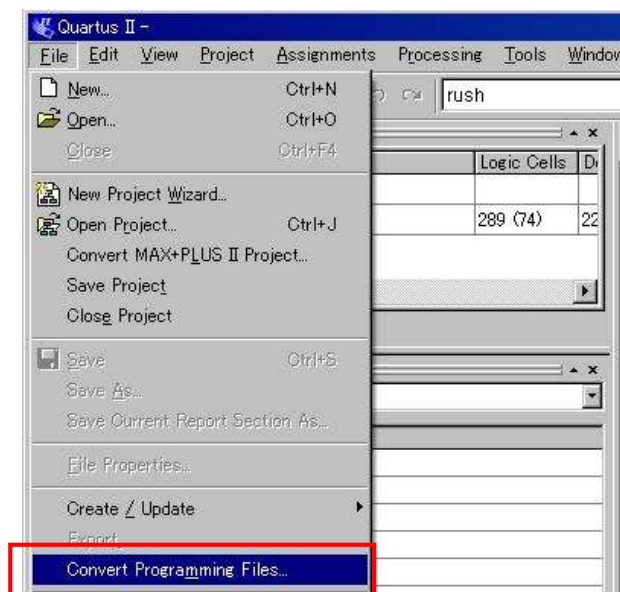 Quartus II -
File Edit View Project Assignments Processing Tools Window
New... Ctrl+N
rush
Open... Ctrl+O
Close Ctrl+F4
Logic Cells
New Project Wizard...
Open Project... Ctrl+J
289 (74) 22
Convert MAX+PLUS II Project...
Save Project
Close Project
Save Ctrl+S
Save As...
Save Current Report Section As...
File Properties...
Create / Update
Export
Convert Programming Files...